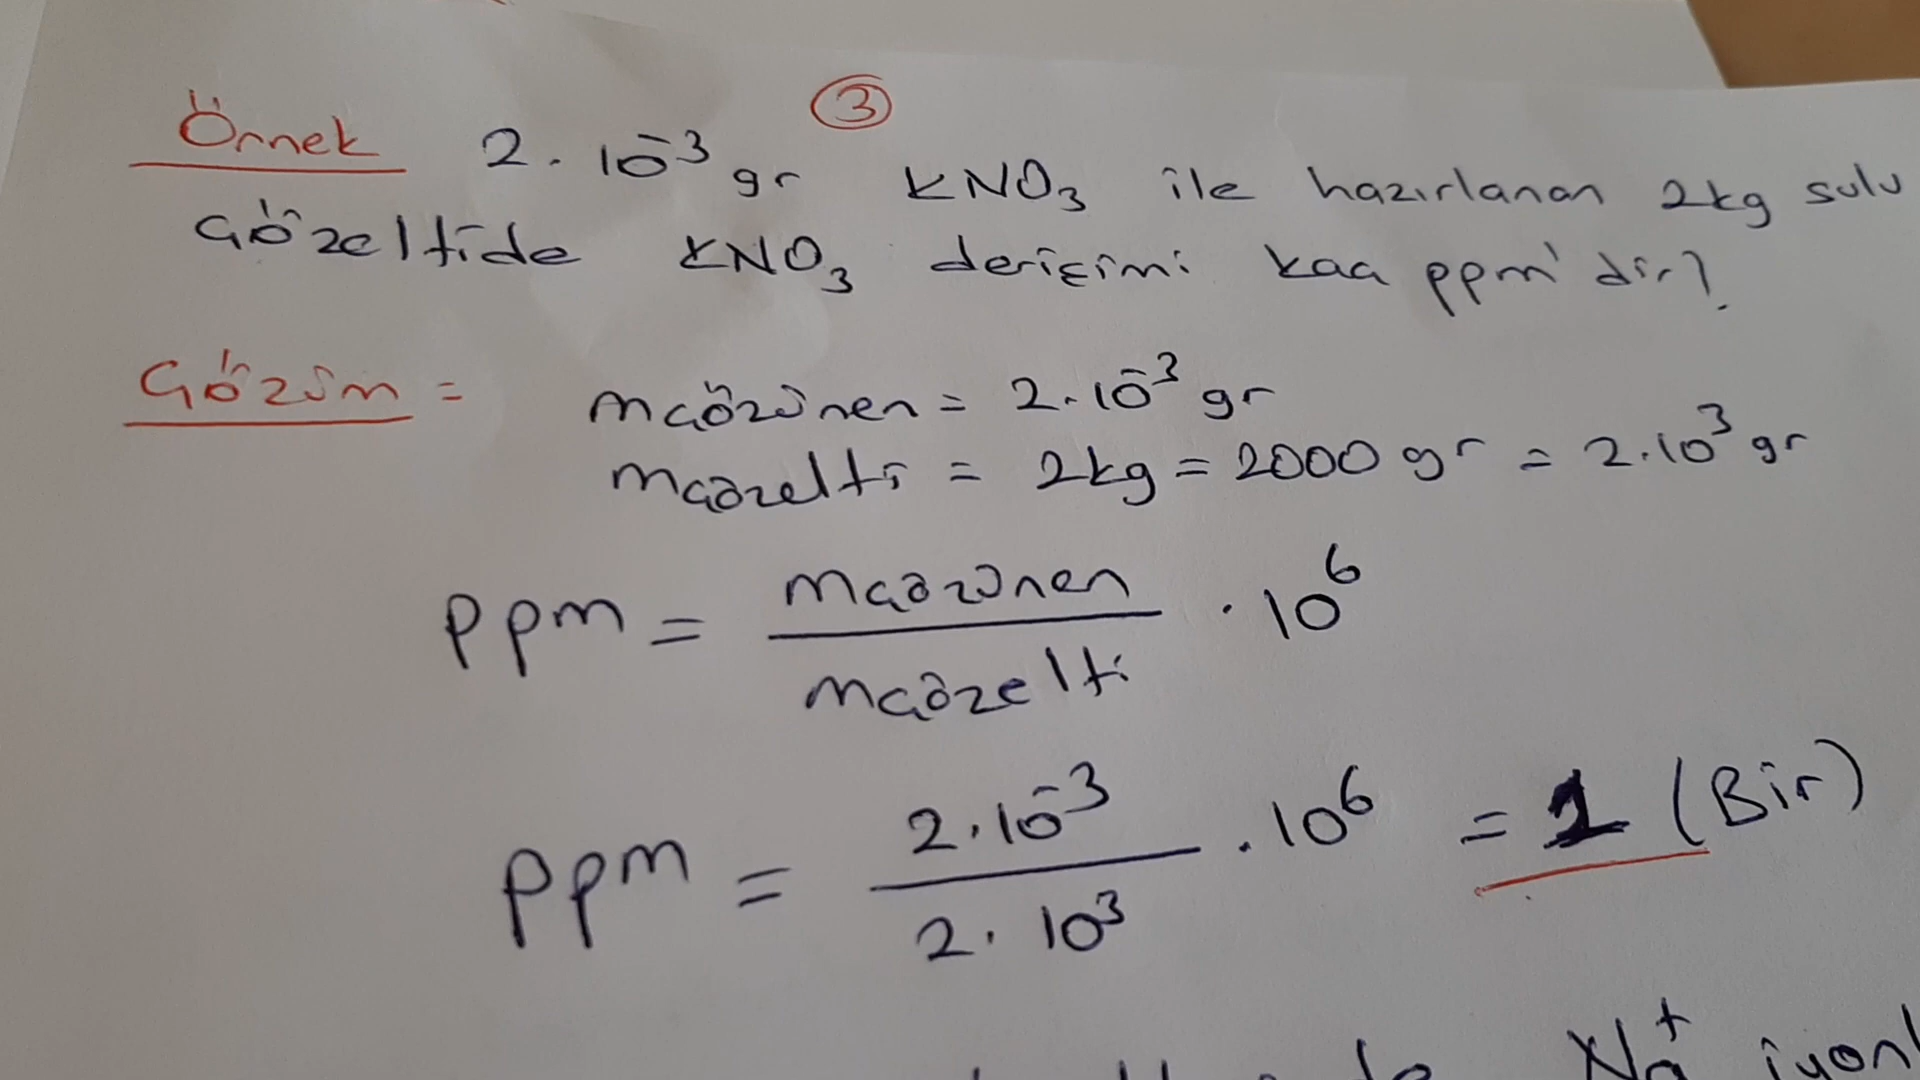 3
Örnek 2.10⁻³ gr KNO₃ ile hazırlanan 2kg sulu
çözeltide KNO₃ derişimi kaç ppm'dir?
Çözüm = mçözünen = 2.10⁻³ gr
mçözelti = 2kg = 2000 gr = 2.10³ gr
ppm = mçözünen / mçözelti . 10⁶
ppm = 2.10⁻³ / 2.10³ . 10⁶ = 1 (Bir)
Na⁺